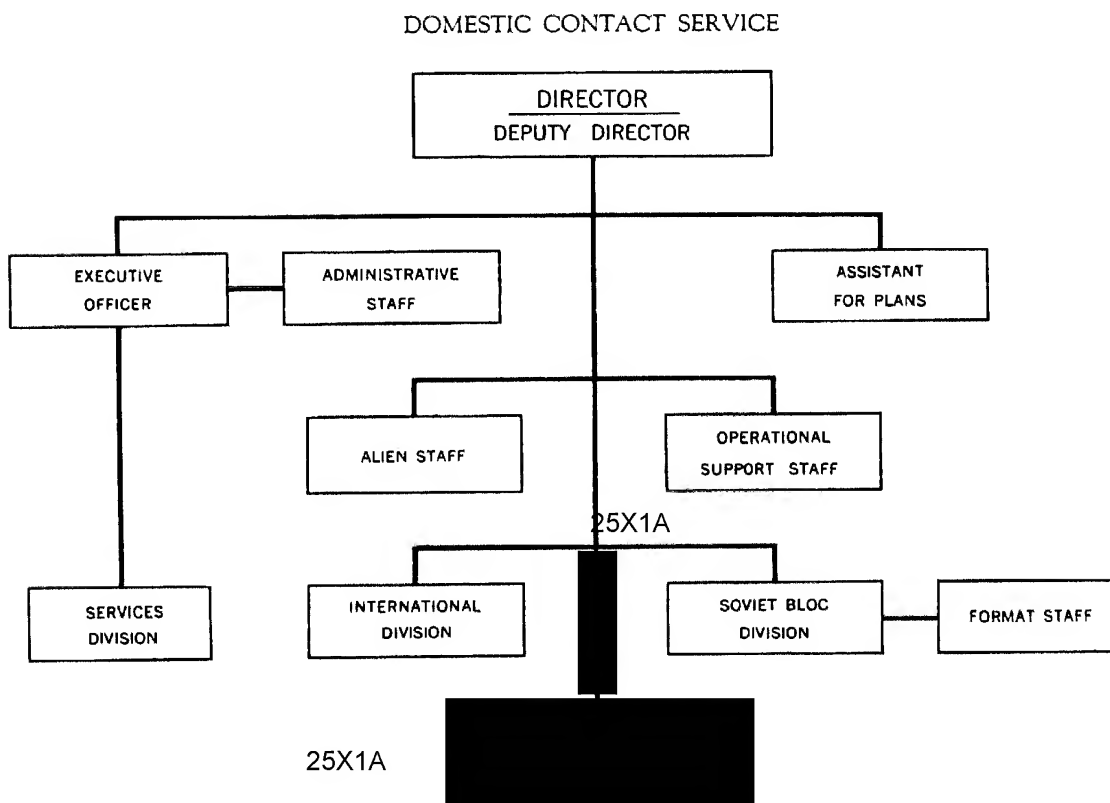 DOMESTIC CONTACT SERVICE
DIRECTOR
DEPUTY DIRECTOR
EXECUTIVE
OFFICER
ADMINISTRATIVE
STAFF
ASSISTANT
FOR PLANS
ALIEN STAFF
OPERATIONAL
SUPPORT STAFF
25X1A
SERVICES
DIVISION
INTERNATIONAL
DIVISION
SOVIET BLOC
DIVISION
FORMAT STAFF
25X1A